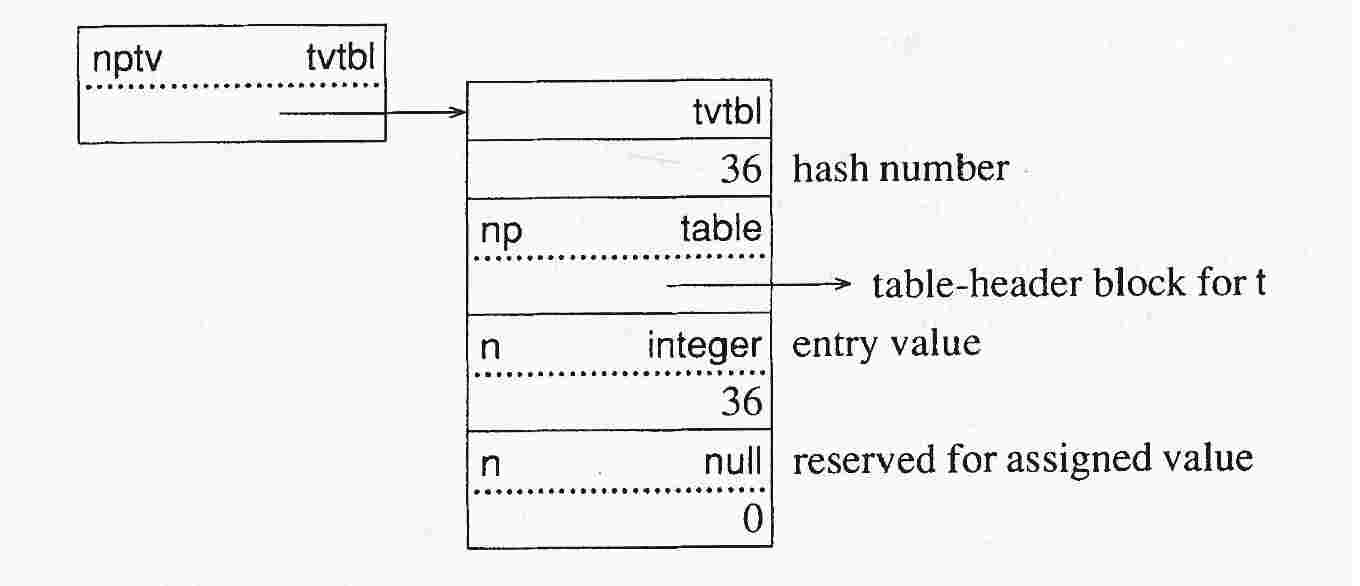 nptv tvtbl
tvtbl
36 hash number
np table
table-header block for t
n integer entry value
36
n null reserved for assigned value
0